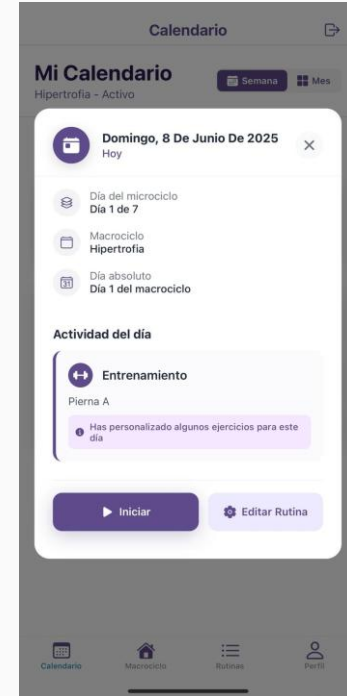 Calendario
Mi Calendario
Hipertrofia - Activo
Semana
Mes
Domingo, 8 De Junio De 2025
Hoy
Día del microciclo
Día 1 de 7
Macrociclo
Hipertrofia
31
Día absoluto
Día 1 del macrociclo
Actividad del día
Entrenamiento
Pierna A
Has personalizado algunos ejercicios para este
día
Iniciar
Editar Rutina
Calendario
Macrociclo
Rutinas
Perfil